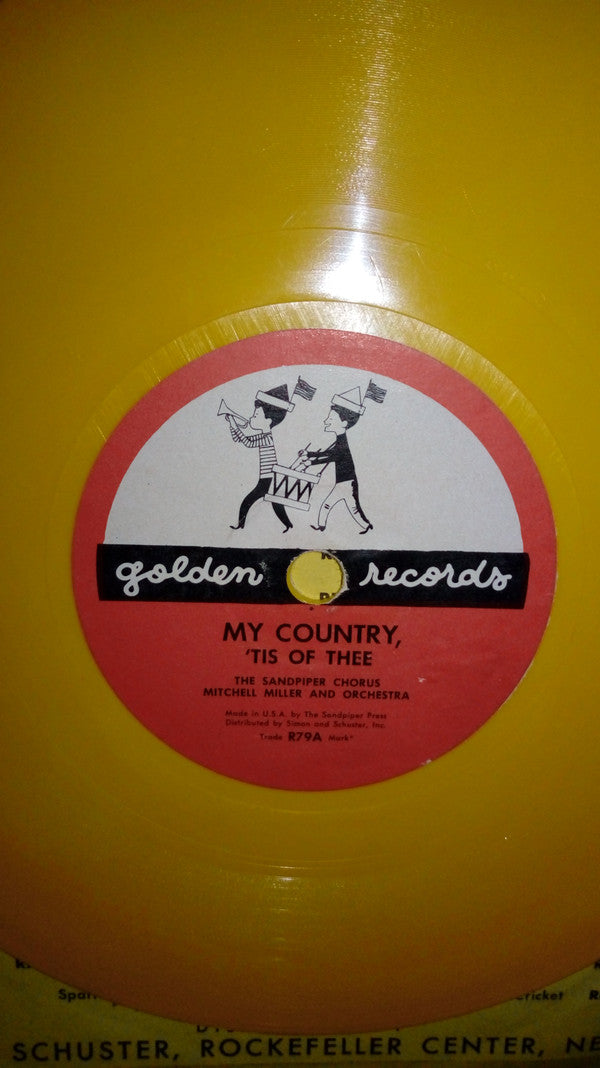 golden records
MY COUNTRY,
'TIS OF THEE
THE SANDPIPER CHORUS
MITCHELL MILLER AND ORCHESTRA
Made in U.S.A. by The Sandpiper Press
Distributed by Simon and Schuster, Inc.
Trade R79A Mark*
SCHUSTER, ROCKEFELLER CENTER, NE